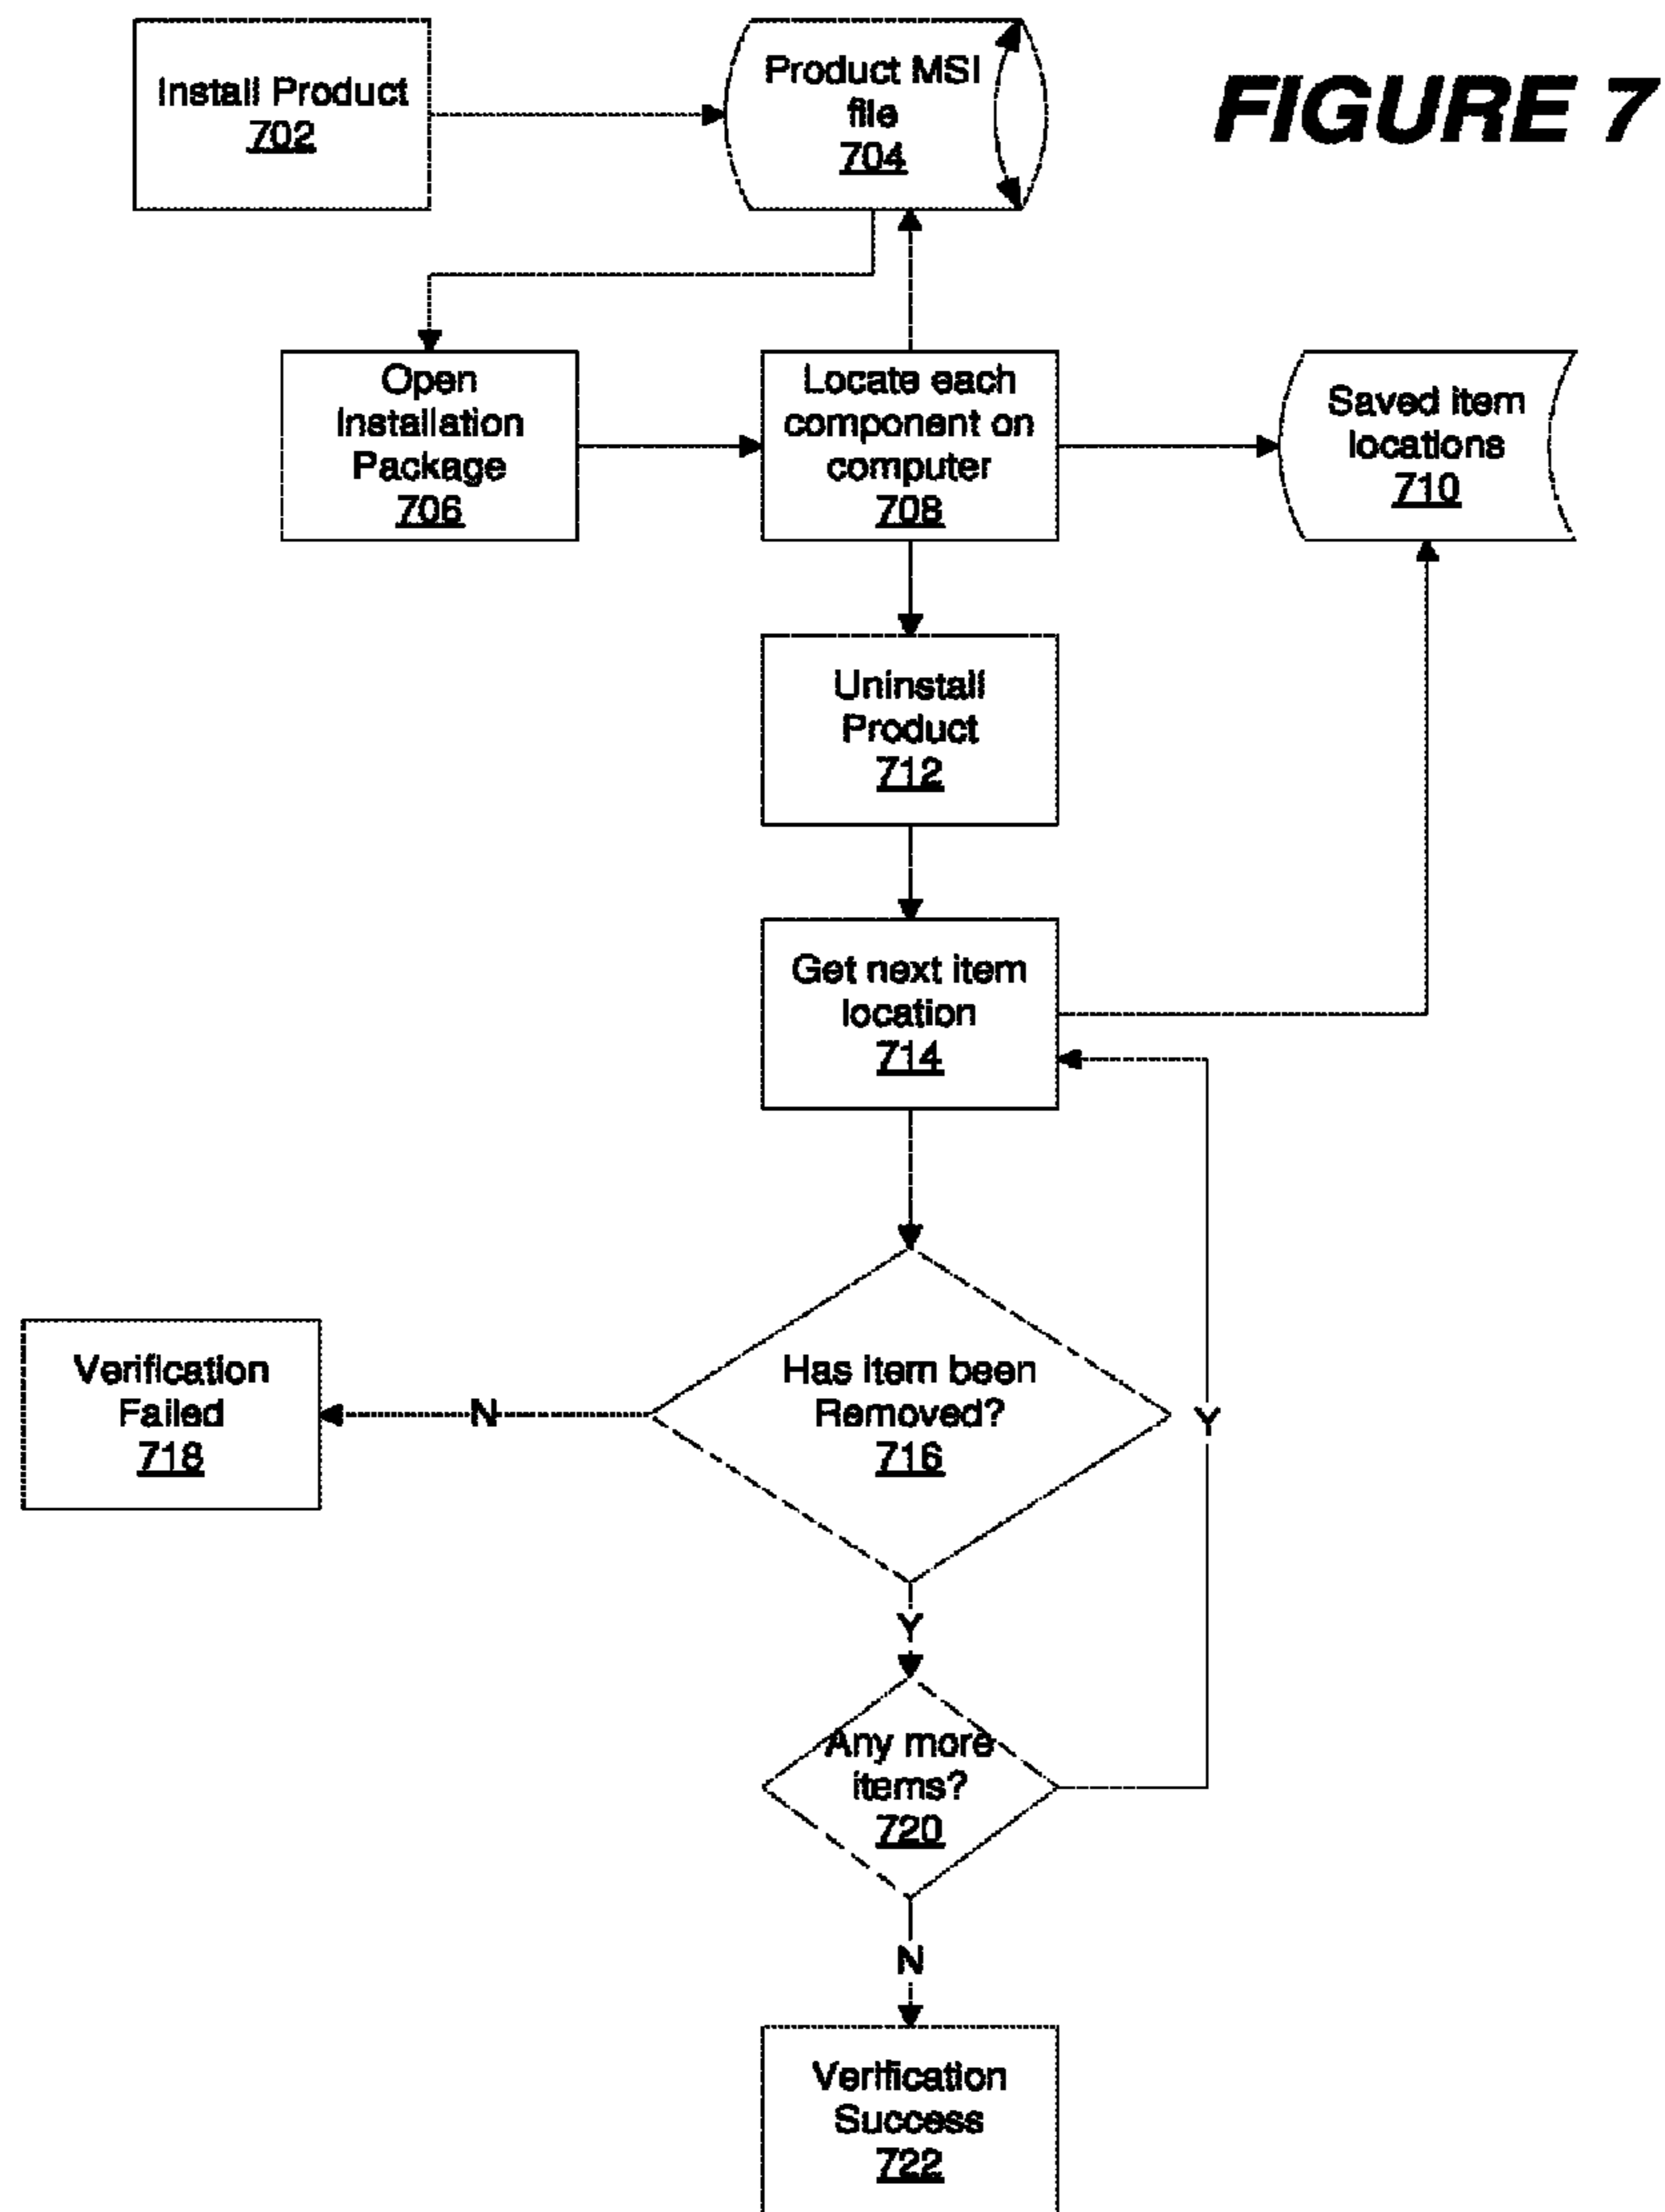 Install Product
702
Product MSI
file
704
FIGURE 7
Open
Installation
Package
706
Locate each
component on
computer
708
Saved item
locations
710
Uninstall
Product
712
Get next item
location
714
Has item been
Removed?
716
Verification
Failed
718
N
Y
Y
Any more
items?
720
N
Verification
Success
722